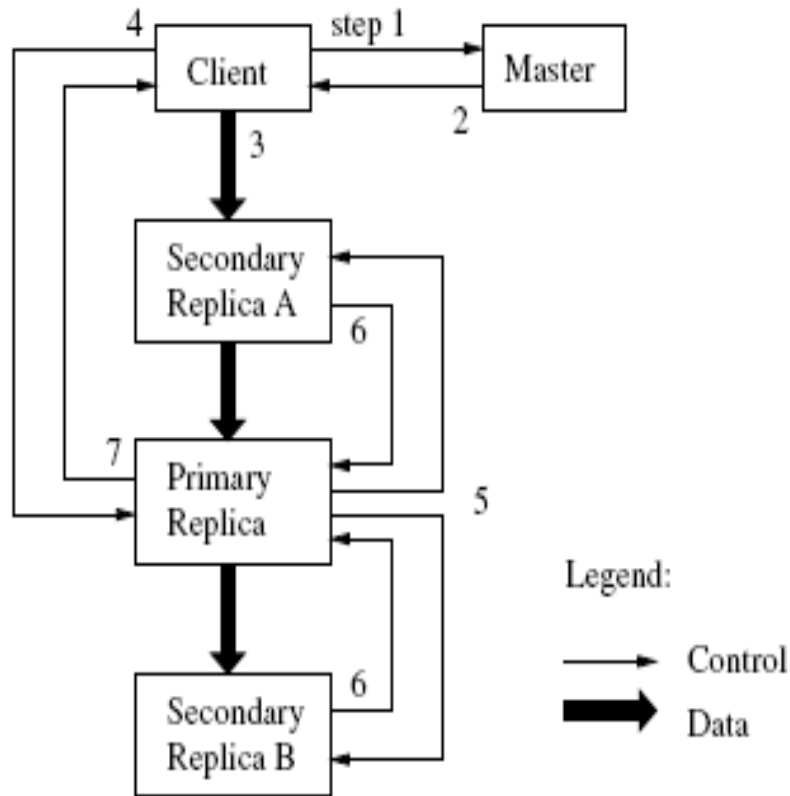 4
step 1
Client
Master
2
3
Secondary
Replica A
6
7
Primary
Replica
5
Legend:
Control
Data
6
Secondary
Replica B